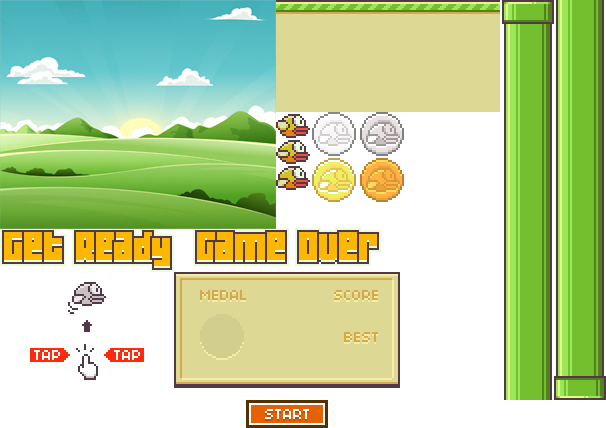 Get Ready
Game Over
MEDAL
SCORE
BEST
TAP
TAP
START